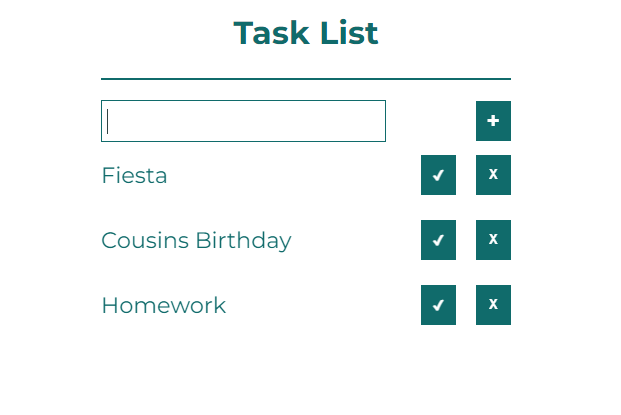 Task List
+
Fiesta ✓ X
Cousins Birthday ✓ X
Homework ✓ X